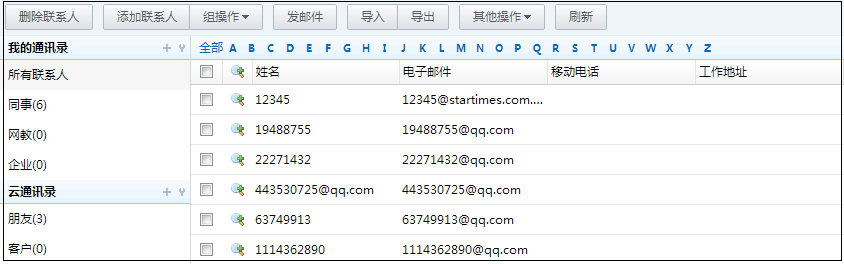 删除联系人 添加联系人 组操作 发邮件 导入 导出 其他操作 刷新
我的通讯录
所有联系人
同事(6)
网教(0)
企业(0)
云通讯录
朋友(3)
客户(0)
全部 A B C D E F G H I J K L M N O P Q R S T U V W X Y Z
姓名 电子邮件 移动电话 工作地址
12345 12345@startimes.com....
19488755 19488755@qq.com
22271432 22271432@qq.com
443530725@qq.com 443530725@qq.com
63749913 63749913@qq.com
1114362890 1114362890@qq.com